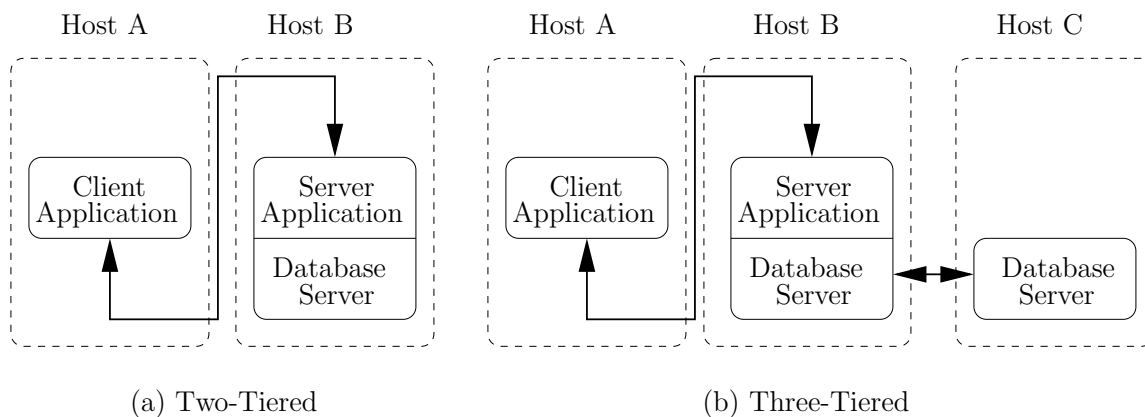 Host A
Host B
Client
Application
Server
Application
Database
Server
(a) Two-Tiered
Host A
Host B
Host C
Client
Application
Server
Application
Database
Server
Database
Server
(b) Three-Tiered